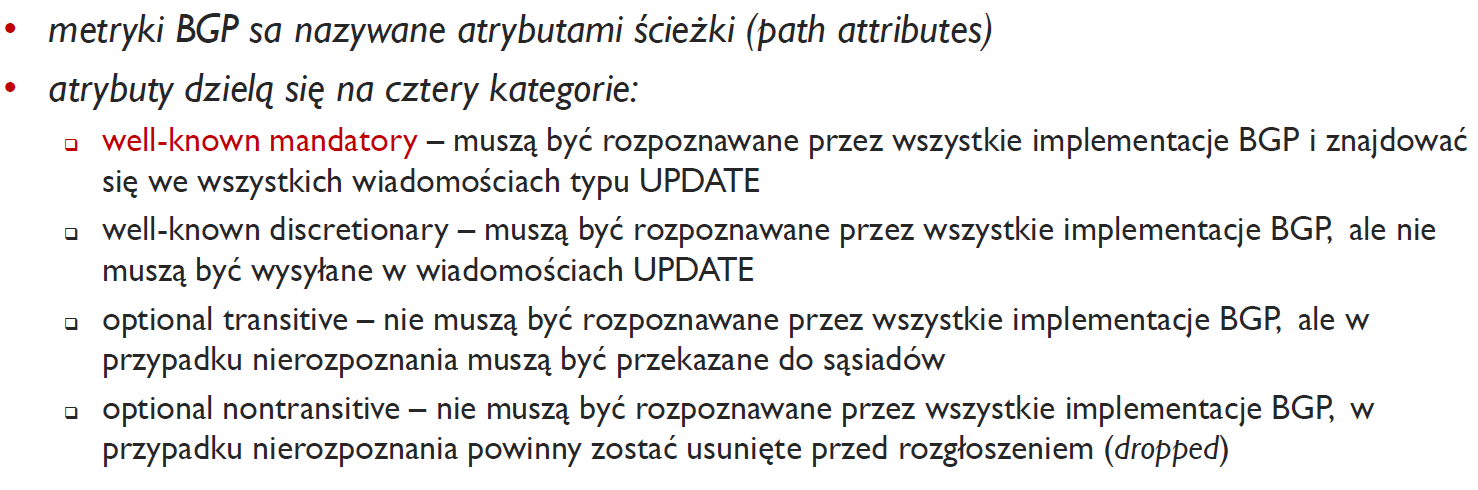 • metryki BGP sa nazywane atrybutami ścieżki (path attributes)
• atrybuty dzielą się na cztery kategorie:
❑ well-known mandatory – muszą być rozpoznawane przez wszystkie implementacje BGP i znajdować
się we wszystkich wiadomościach typu UPDATE
❑ well-known discretionary – muszą być rozpoznawane przez wszystkie implementacje BGP, ale nie
muszą być wysyłane w wiadomościach UPDATE
❑ optional transitive – nie muszą być rozpoznawane przez wszystkie implementacje BGP, ale w
przypadku nierozpoznania muszą być przekazane do sąsiadów
❑ optional nontransitive – nie muszą być rozpoznawane przez wszystkie implementacje BGP, w
przypadku nierozpoznania powinny zostać usunięte przed rozgłoszeniem (dropped)